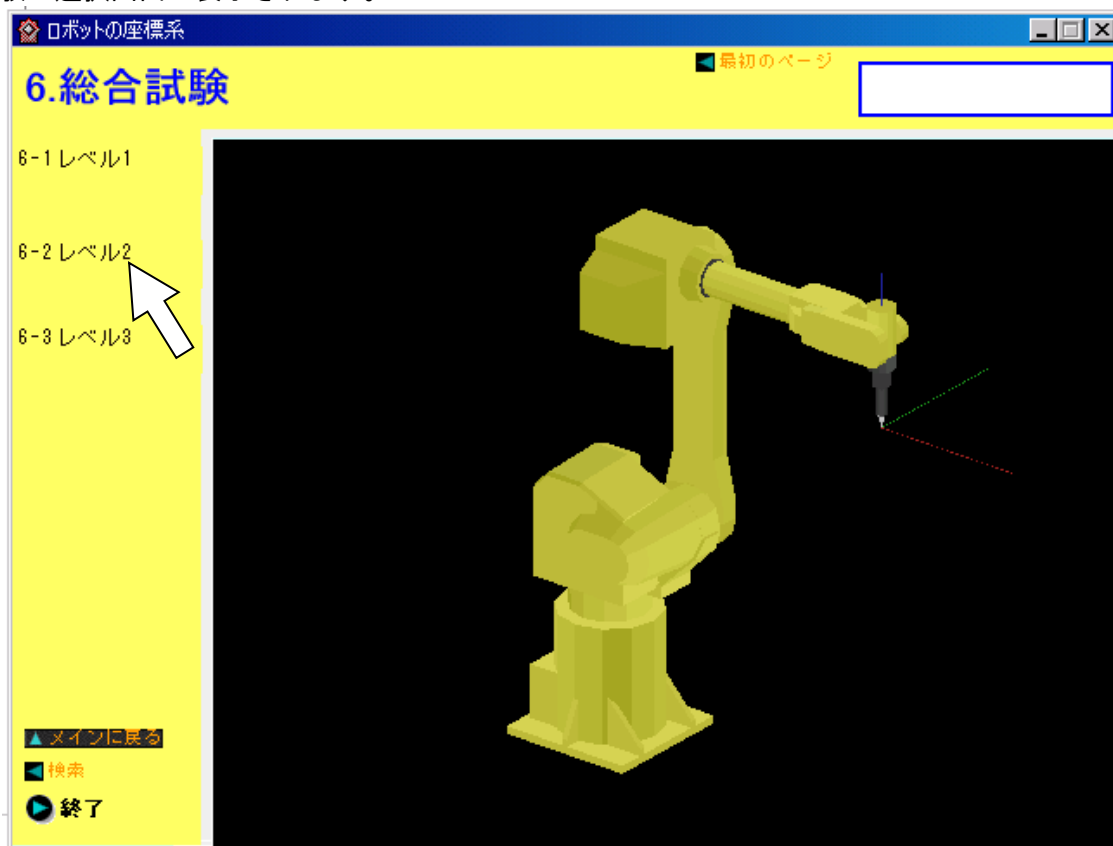 ロボットの座標系
最初のページ
6.総合試験
6-1 レベル1
6-2 レベル2
6-3 レベル3
メインに戻る
検索
終了